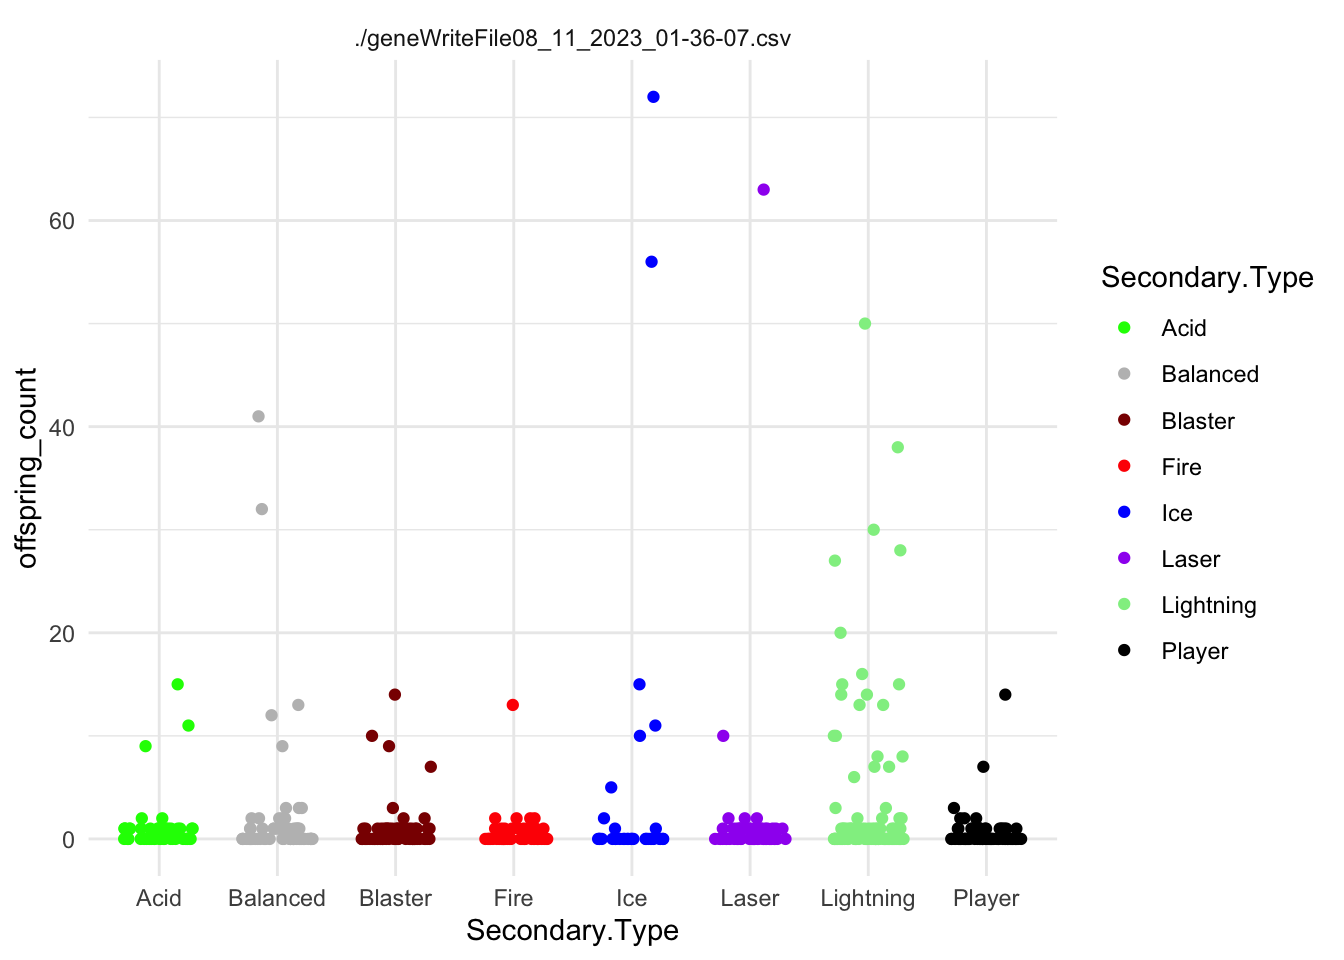 ./geneWriteFile08_11_2023_01-36-07.csv
offspring_count
60
40
20
0
Acid Balanced Blaster Fire Ice Laser Lightning Player
Secondary.Type
Secondary.Type
Acid
Balanced
Blaster
Fire
Ice
Laser
Lightning
Player